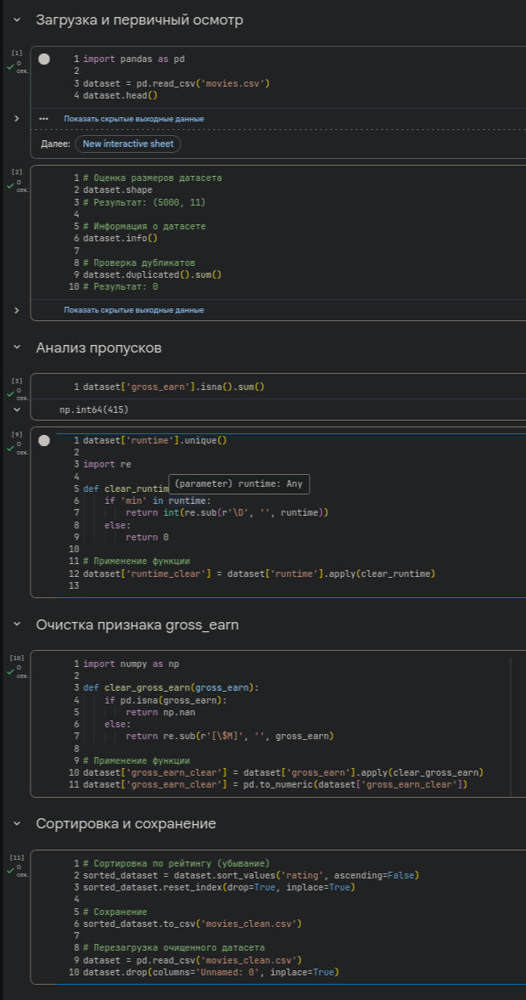 Загрузка и первичный осмотр
[1]
0
сек.
1 import pandas as pd
2
3 dataset = pd.read_csv('movies.csv')
4 dataset.head()
••• Показать скрытые выходные данные
Далее: New interactive sheet
[2]
0
сек.
1 # Оценка размеров датасета
2 dataset.shape
3 # Результат: (5000, 11)
4
5 # Информация о датасете
6 dataset.info()
7
8 # Проверка дубликатов
9 dataset.duplicated().sum()
10 # Результат: 0
Показать скрытые выходные данные
Анализ пропусков
[3]
0
сек.
1 dataset['gross_earn'].isna().sum()
np.int64(415)
[9]
0
сек.
1 dataset['runtime'].unique()
2
3 import re
4
(parameter) runtime: Any
5 def clear_runtim
6 if 'min' in runtime:
7 return int(re.sub(r'\D', '', runtime))
8 else:
9 return 0
10
11 # Применение функции
12 dataset['runtime_clear'] = dataset['runtime'].apply(clear_runtime)
13
Очистка признака gross_earn
[10]
0
сек.
1 import numpy as np
2
3 def clear_gross_earn(gross_earn):
4 if pd.isna(gross_earn):
5 return np.nan
6 else:
7 return re.sub(r'[\$M]', '', gross_earn)
8
9 # Применение функции
10 dataset['gross_earn_clear'] = dataset['gross_earn'].apply(clear_gross_earn)
11 dataset['gross_earn_clear'] = pd.to_numeric(dataset['gross_earn_clear'])
Сортировка и сохранение
[11]
0
сек.
1 # Сортировка по рейтингу (убывание)
2 sorted_dataset = dataset.sort_values('rating', ascending=False)
3 sorted_dataset.reset_index(drop=True, inplace=True)
4
5 # Сохранение
6 sorted_dataset.to_csv('movies_clean.csv')
7
8 # Перезагрузка очищенного датасета
9 dataset = pd.read_csv('movies_clean.csv')
10 dataset.drop(columns='Unnamed: 0', inplace=True)